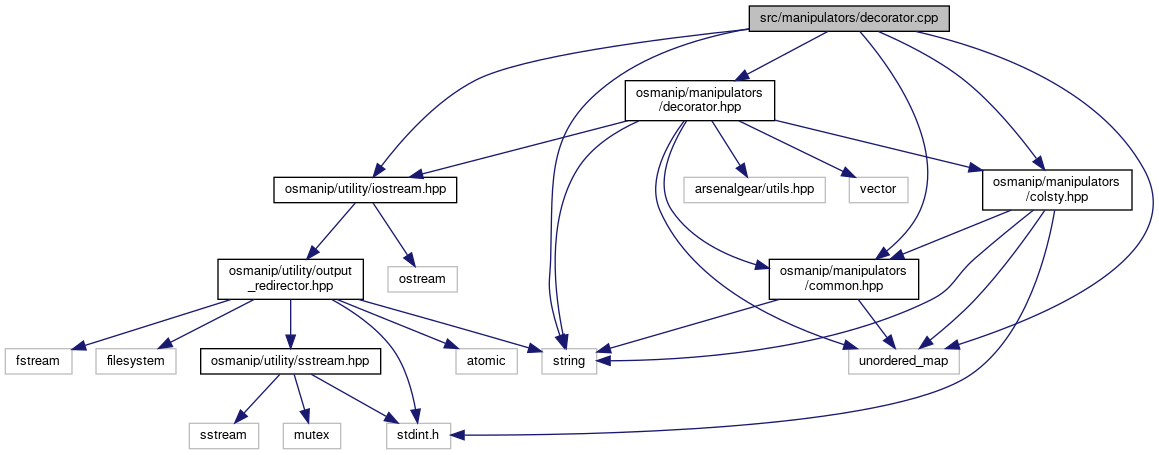 src/manipulators/decorator.cpp
osmanip/manipulators
/decorator.hpp
osmanip/utility/iostream.hpp
arsenalgear/utils.hpp
vector
osmanip/manipulators
/colsty.hpp
osmanip/utility/output
_redirector.hpp
ostream
osmanip/manipulators
/common.hpp
fstream
filesystem
osmanip/utility/sstream.hpp
atomic
string
unordered_map
sstream
mutex
stdint.h